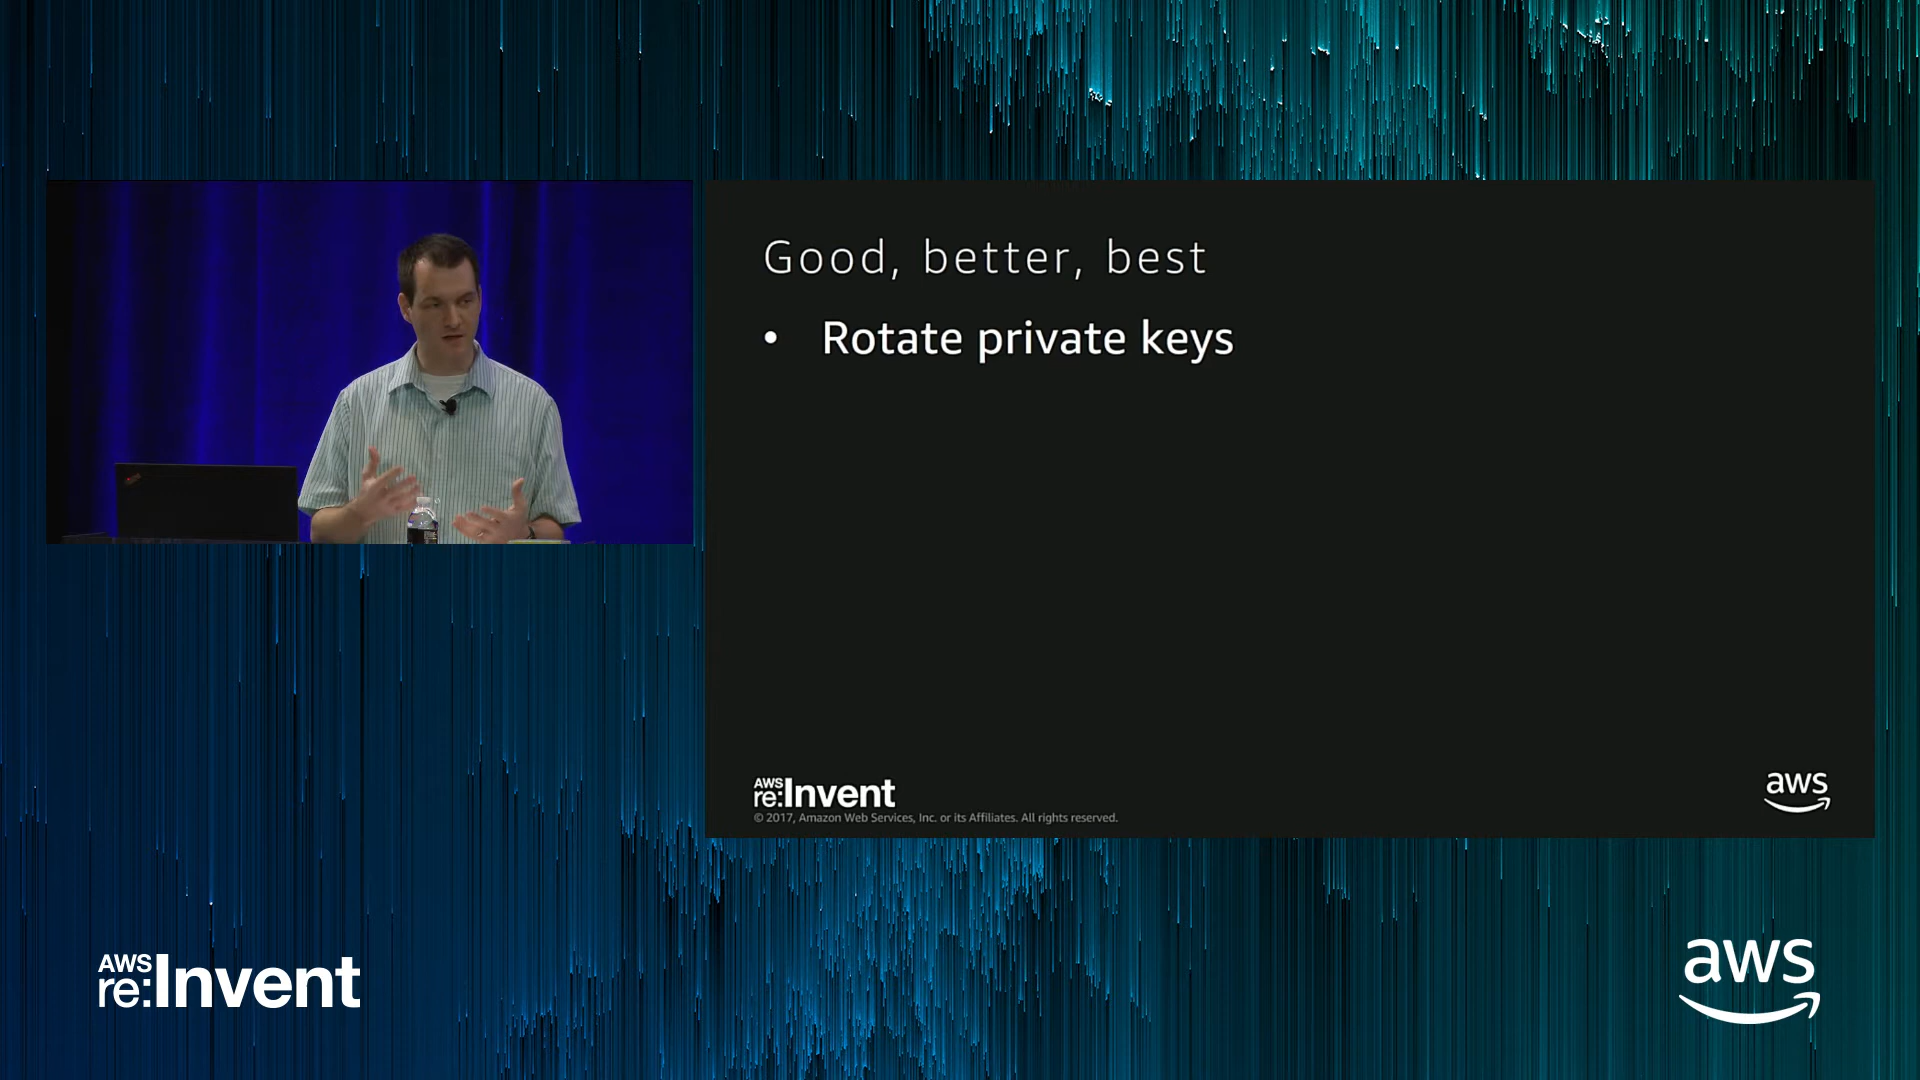 Good, better, best
• Rotate private keys
AWS
re:Invent
© 2017, Amazon Web Services, Inc. or its Affiliates. All rights reserved.
aws
AWS
re:Invent
aws